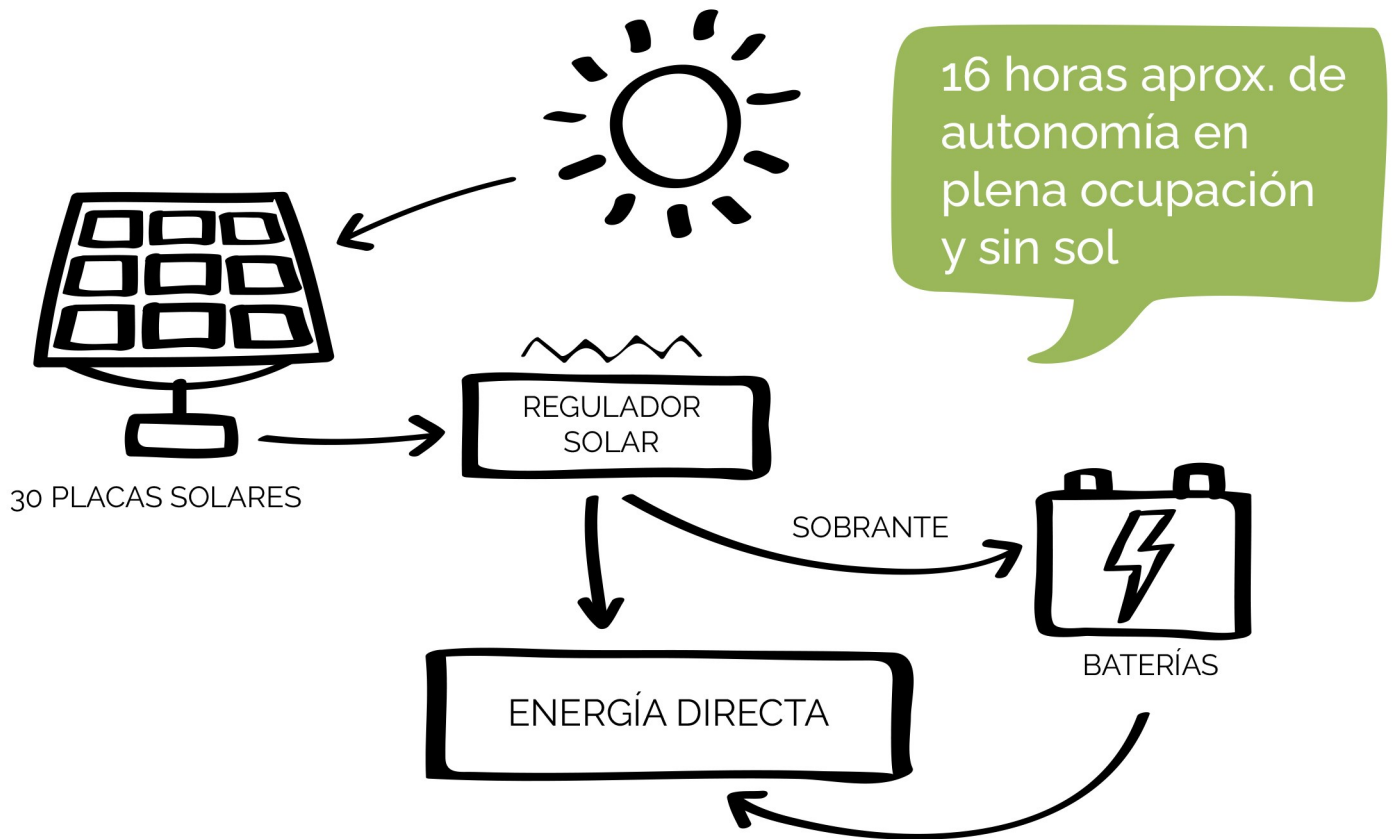 16 horas aprox. de
autonomía en
plena ocupación
y sin sol
REGULADOR
SOLAR
30 PLACAS SOLARES
SOBRANTE
BATERÍAS
ENERGÍA DIRECTA